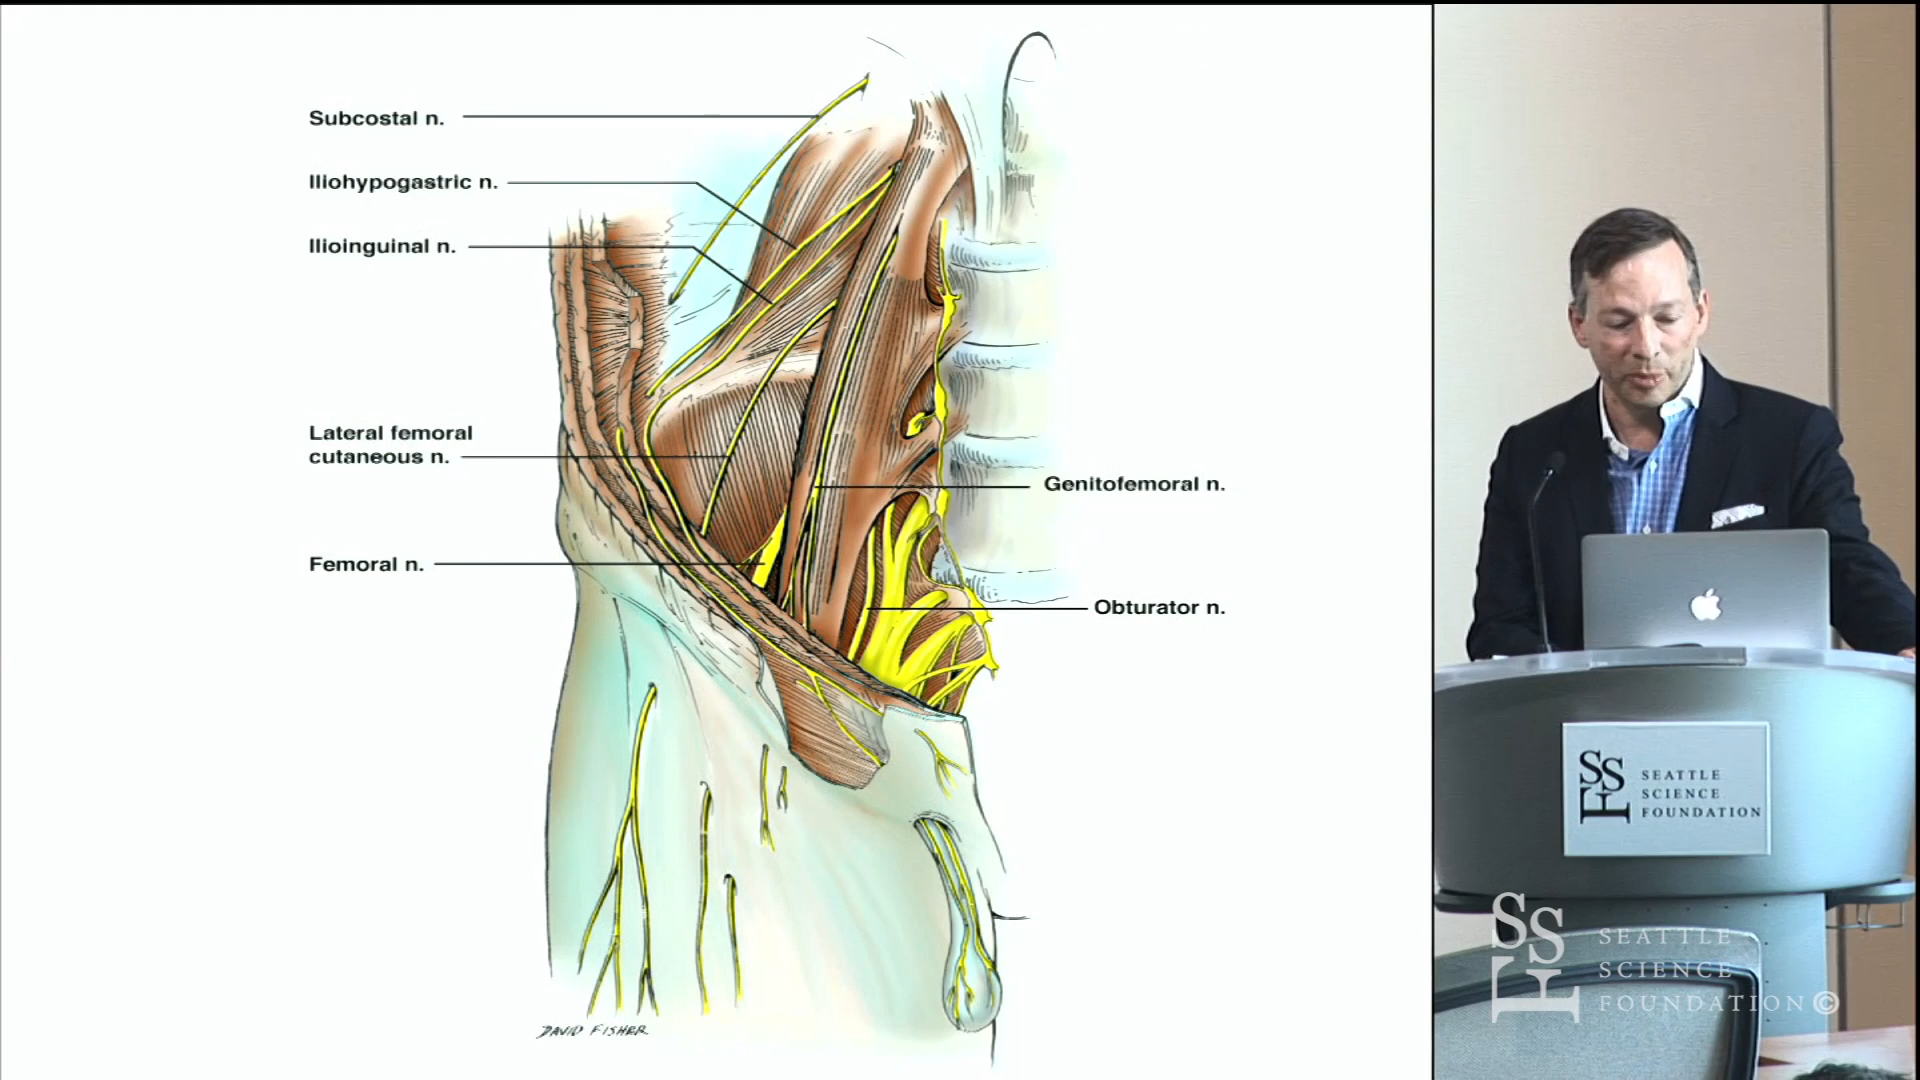 Subcostal n.
Iliohypogastric n.
Ilioinguinal n.
Lateral femoral
cutaneous n.
Femoral n.
Genitofemoral n.
Obturator n.
DAVID FISHER
SSF
SEATTLE
SCIENCE
FOUNDATION
SSF
SEATTLE
SCIENCE
FOUNDATION©